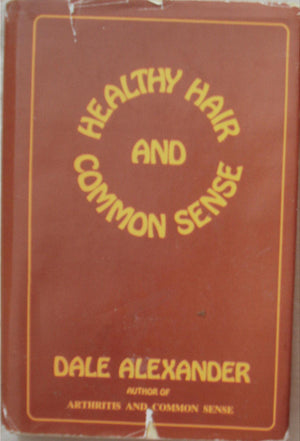 HEALTHY HAIR
AND
COMMON SENSE
DALE ALEXANDER
AUTHOR OF
ARTHRITIS AND COMMON SENSE